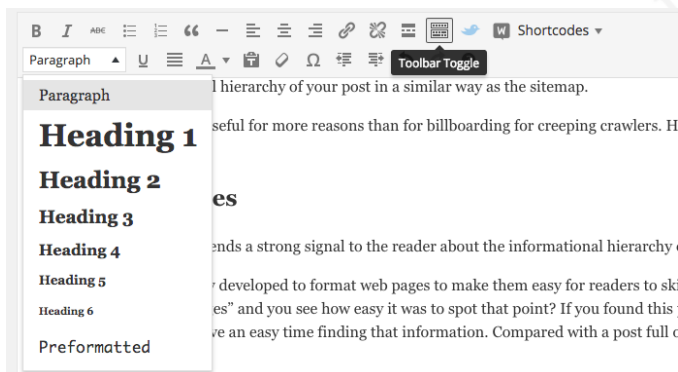 B I ABE Shortcodes
Paragraph U A Ω Toolbar Toggle
Paragraph
l hierarchy of your post in a similar way as the sitemap.
Heading 1
seful for more reasons than for billboarding for creeping crawlers. H
Heading 2
es
Heading 3
Heading 4
ends a strong signal to the reader about the informational hierarchy
Heading 5
y developed to format web pages to make them easy for readers to ski
Heading 6
es” and you see how easy it was to spot that point? If you found this
ve an easy time finding that information. Compared with a post full o
Preformatted